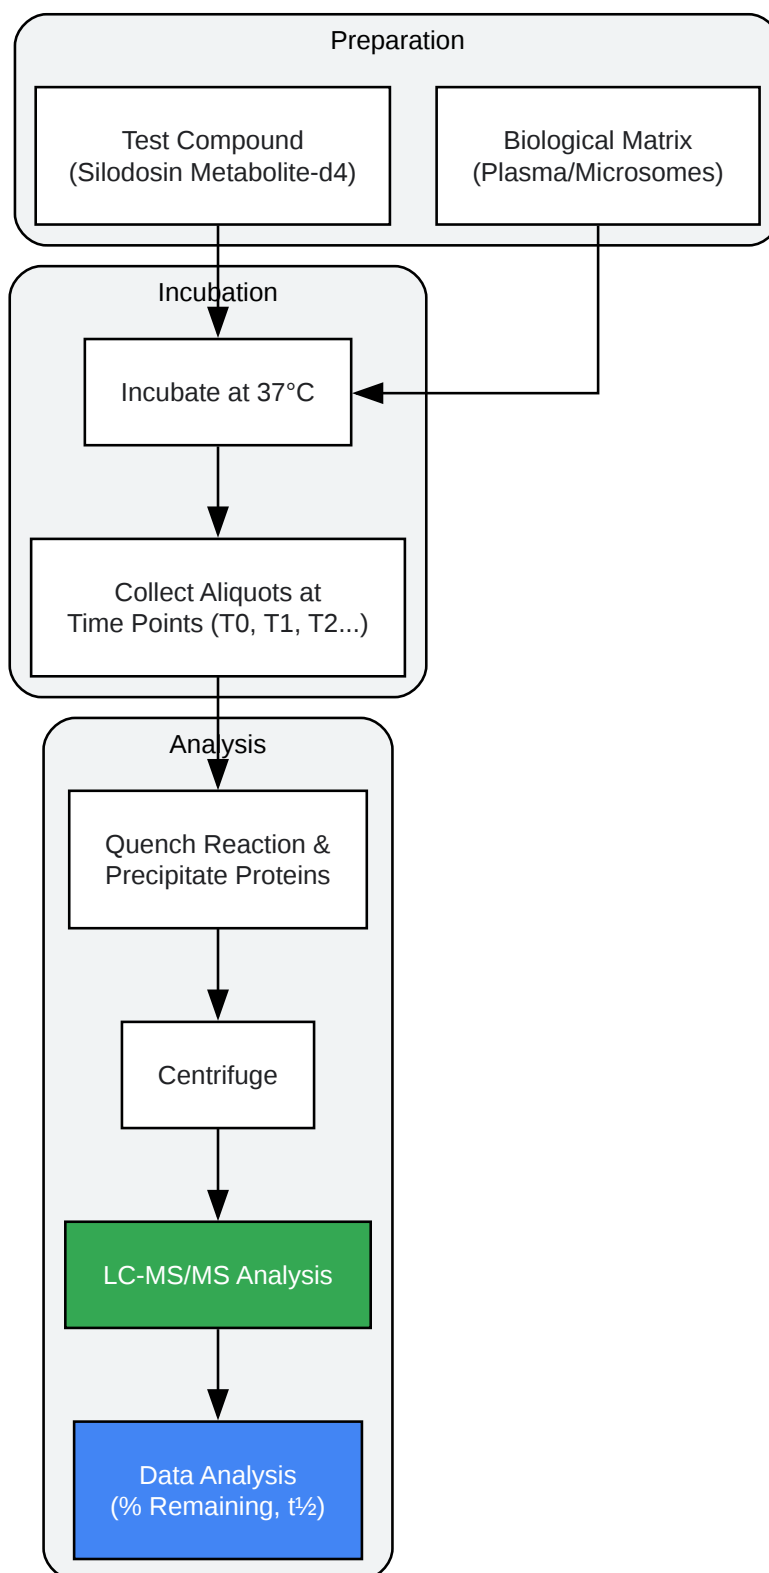 Preparation
Test Compound
(Silodosin Metabolite-d4)
Biological Matrix
(Plasma/Microsomes)
Incubation
Incubate at 37°C
Collect Aliquots at
Time Points (T0, T1, T2...)
Analysis
Quench Reaction &
Precipitate Proteins
Centrifuge
LC-MS/MS Analysis
Data Analysis
(% Remaining, t½)